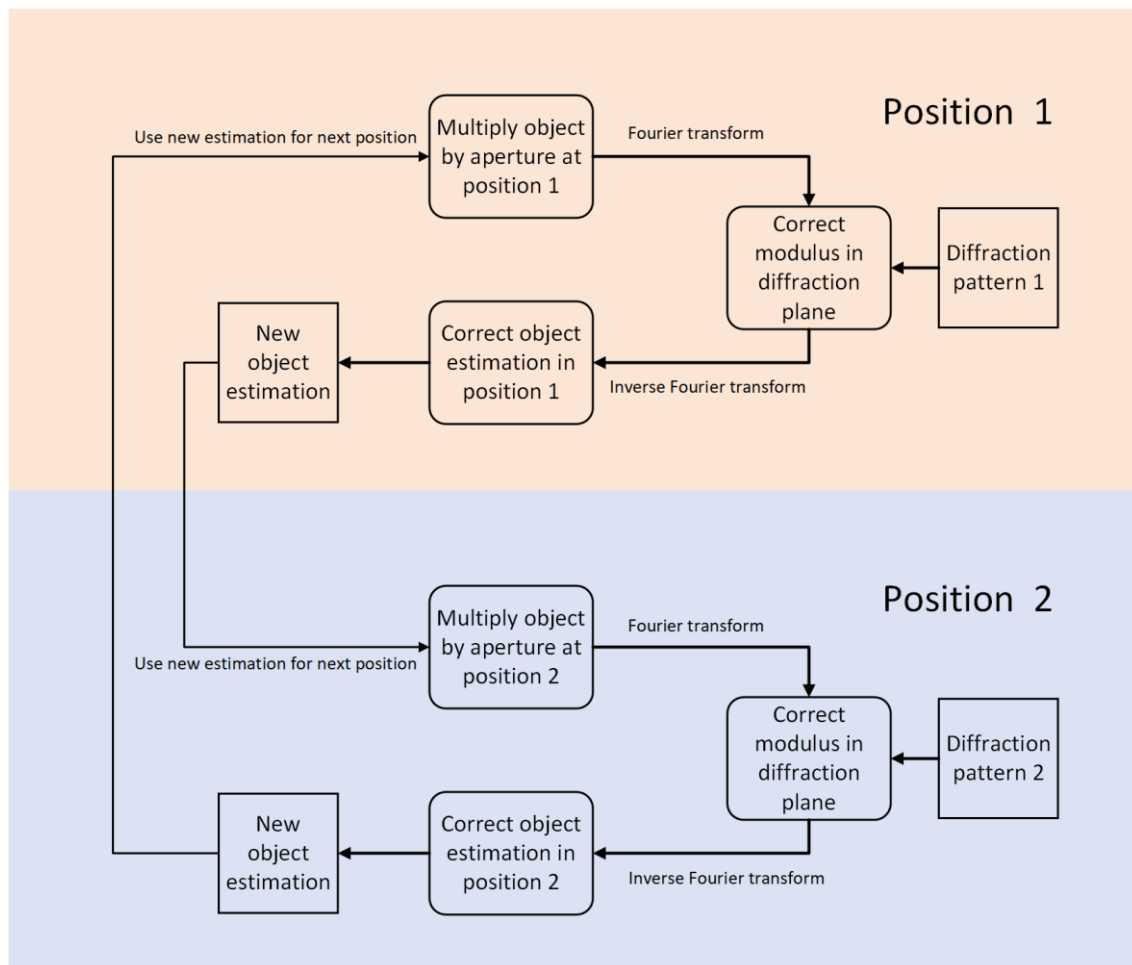 Position 1
Use new estimation for next position
Multiply object
by aperture at
position 1
Fourier transform
Correct
modulus in
diffraction
plane
Diffraction
pattern 1
New
object
estimation
Correct object
estimation in
position 1
Inverse Fourier transform
Position 2
Use new estimation for next position
Multiply object
by aperture at
position 2
Fourier transform
Correct
modulus in
diffraction
plane
Diffraction
pattern 2
New
object
estimation
Correct object
estimation in
position 2
Inverse Fourier transform